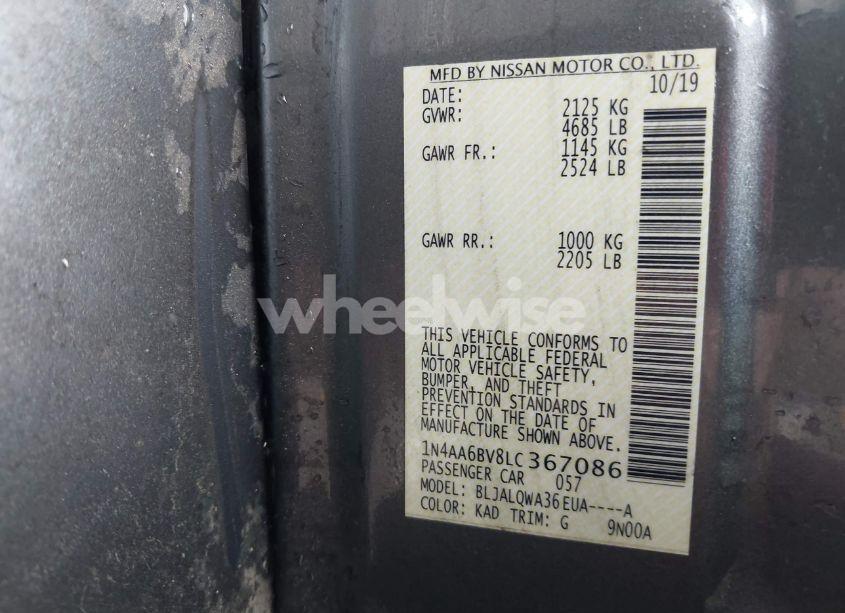 MFD BY NISSAN MOTOR CO., LTD.
DATE: 10/19
GVWR: 2125 KG
4685 LB
GAWR FR.: 1145 KG
2524 LB
GAWR RR.: 1000 KG
2205 LB
wheelwise
THIS VEHICLE CONFORMS TO
ALL APPLICABLE FEDERAL
MOTOR VEHICLE SAFETY,
BUMPER, AND THEFT
PREVENTION STANDARDS IN
EFFECT ON THE DATE OF
MANUFACTURE SHOWN ABOVE.
1N4AA6BV8LC367086
PASSENGER CAR 057
MODEL: BLJALQWA36EUA----A
COLOR: KAD TRIM: G 9N00A